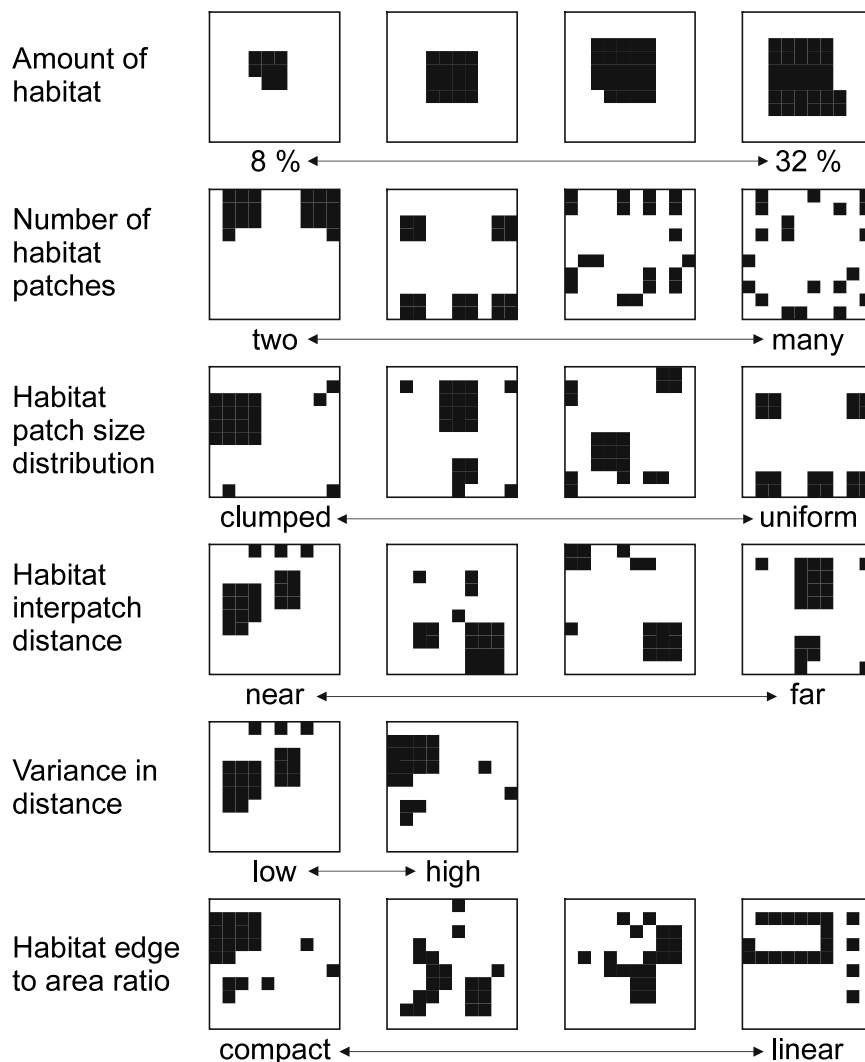 Amount of
habitat
8 %
32 %
Number of
habitat
patches
two
many
Habitat
patch size
distribution
clumped
uniform
Habitat
interpatch
distance
near
far
Variance in
distance
low
high
Habitat edge
to area ratio
compact
linear